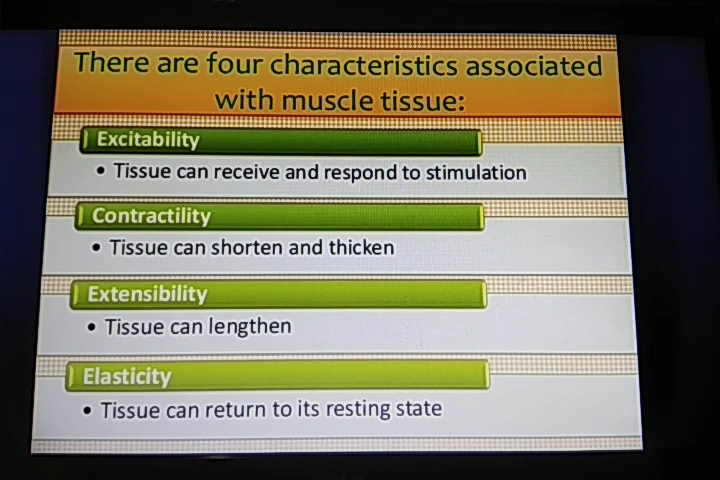 There are four characteristics associated
with muscle tissue:
Excitability
• Tissue can receive and respond to stimulation
Contractility
• Tissue can shorten and thicken
Extensibility
• Tissue can lengthen
Elasticity
• Tissue can return to its resting state